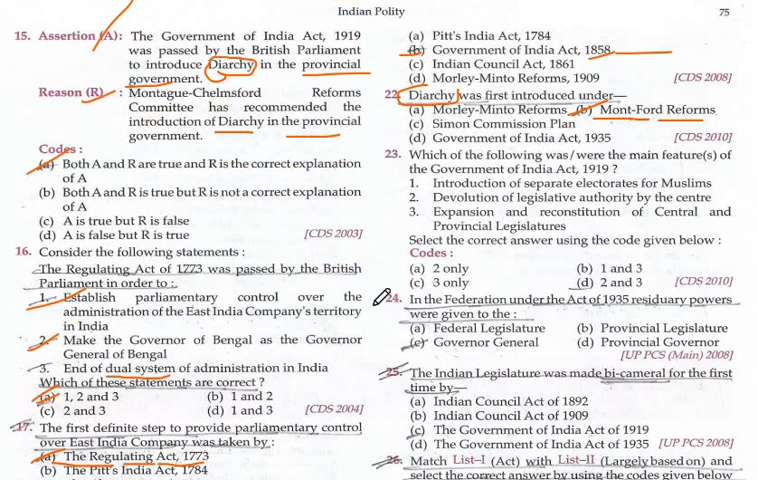 Indian Polity
75
15. Assertion (A): The Government of India Act, 1919
was passed by the British Parliament
to introduce Diarchy in the provincial
government.
Reason (R) : Montague-Chelmsford Reforms
Committee has recommended the
introduction of Diarchy in the provincial
government.
Codes :
(a) Both A and R are true and R is the correct explanation
of A
(b) Both A and R is true but R is not a correct explanation
of A
(c) A is true but R is false
(d) A is false but R is true [CDS 2003]
16. Consider the following statements :
The Regulating Act of 1773 was passed by the British
Parliament in order to :.
1. Establish parliamentary control over the
administration of the East India Company's territory
in India
2. Make the Governor of Bengal as the Governor
General of Bengal
3. End of dual system of administration in India
Which of these statements are correct ?
(a) 1, 2 and 3 (b) 1 and 2
(c) 2 and 3 (d) 1 and 3 [CDS 2004]
17. The first definite step to provide parliamentary control
over East India Company was taken by :
(a) The Regulating Act, 1773
(b) The Pitt's India Act, 1784
(a) Pitt's India Act, 1784
(b) Government of India Act, 1858
(c) Indian Council Act, 1861
(d) Morley-Minto Reforms, 1909 [CDS 2008]
22. Diarchy was first introduced under—
(a) Morley-Minto Reforms (b) Mont-Ford Reforms
(c) Simon Commission Plan
(d) Government of India Act, 1935 [CDS 2010]
23. Which of the following was/were the main feature(s) of
the Government of India Act, 1919 ?
1. Introduction of separate electorates for Muslims
2. Devolution of legislative authority by the centre
3. Expansion and reconstitution of Central and
Provincial Legislatures
Select the correct answer using the code given below :
Codes :
(a) 2 only (b) 1 and 3
(c) 3 only (d) 2 and 3 [CDS 2010]
24. In the Federation under the Act of 1935 residuary powers
were given to the :
(a) Federal Legislature (b) Provincial Legislature
(c) Governor General (d) Provincial Governor
[UP PCS (Main) 2008]
25. The Indian Legislature was made bi-cameral for the first
time by—
(a) Indian Council Act of 1892
(b) Indian Council Act of 1909
(c) The Government of India Act of 1919
(d) The Government of India Act of 1935 [UP PCS 2008]
26. Match List-I (Act) with List-II (Largely based on) and
select the correct answer by using the codes given below